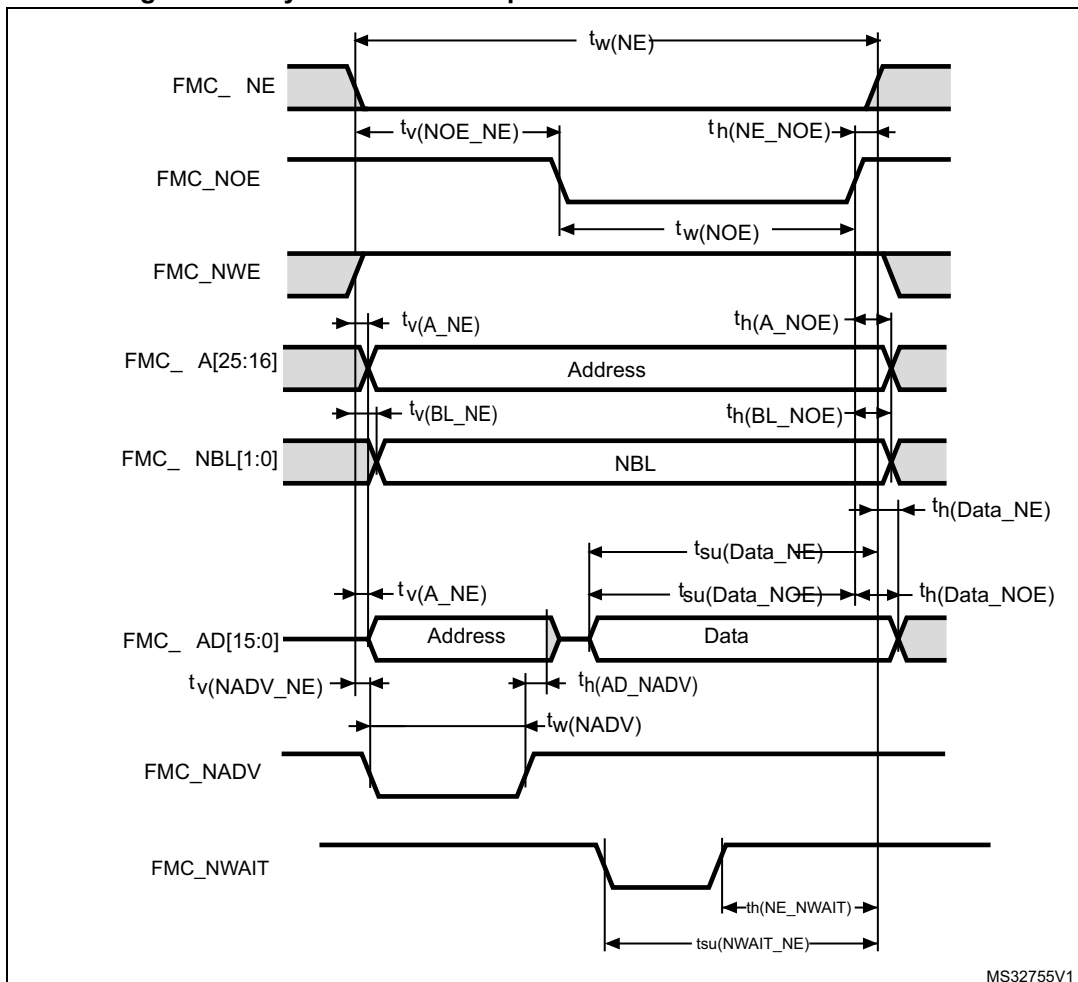 tw(NE)
FMC_ NE
tv(NOE_NE)
th(NE_NOE)
FMC_NOE
tw(NOE)
FMC_NWE
tv(A_NE)
th(A_NOE)
FMC_ A[25:16]
Address
tv(BL_NE)
th(BL_NOE)
FMC_ NBL[1:0]
NBL
th(Data_NE)
tsu(Data_NE)
tv(A_NE)
tsu(Data_NOE)
th(Data_NOE)
FMC_ AD[15:0]
Address
Data
tv(NADV_NE)
th(AD_NADV)
tw(NADV)
FMC_NADV
FMC_NWAIT
th(NE_NWAIT)
tsu(NWAIT_NE)
MS32755V1